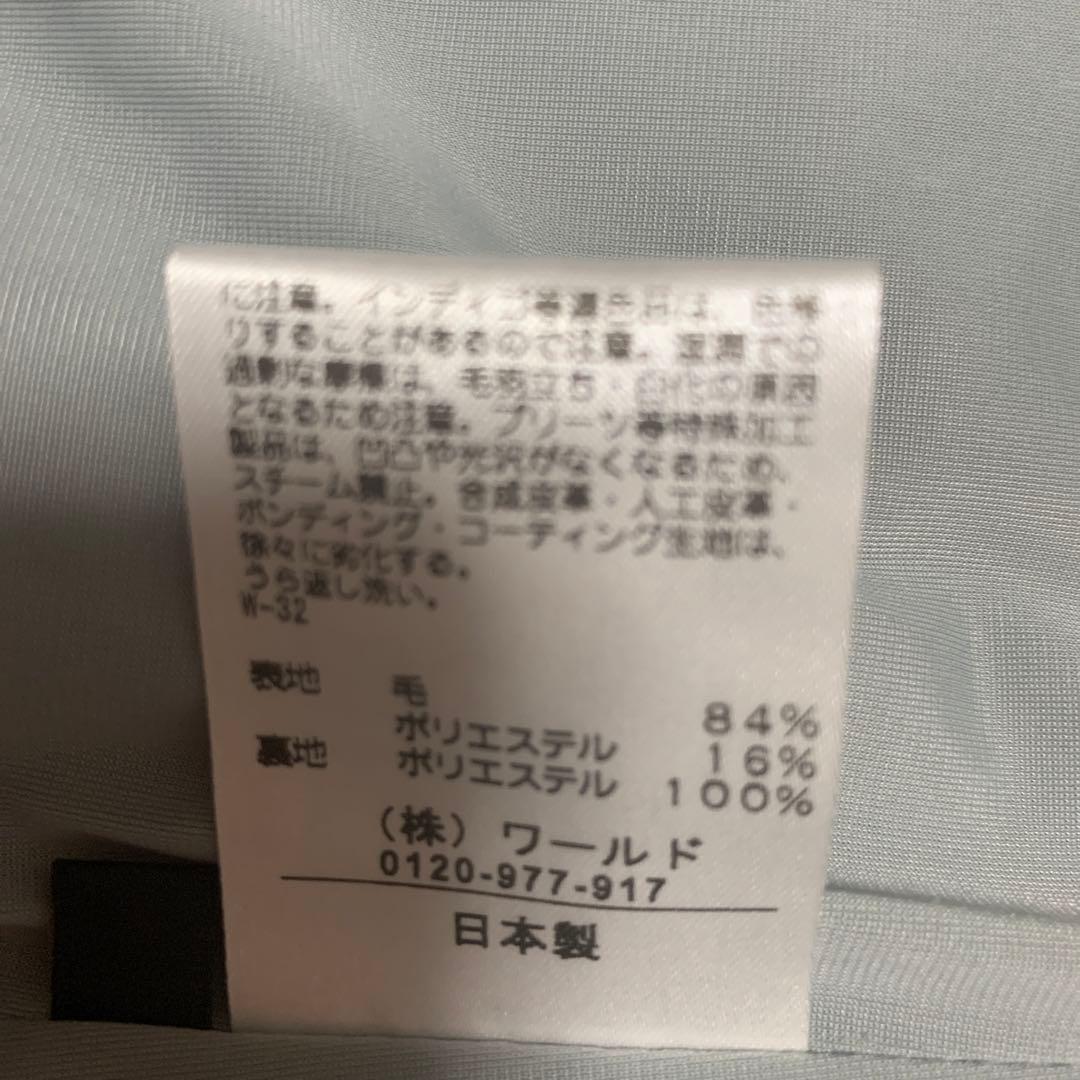 に注意。インディゴ等濃色品は、色移
りすることがあるので注意。湿潤での
過剰な摩擦は、毛羽立ち・白化の原因
となるため注意。プリーツ等特殊加工
製品は、凹凸や光沢がなくなるため、
スチーム禁止。合成皮革・人工皮革・
ボンディング・コーティング生地は、
徐々に劣化する。
うら返し洗い。
W-32
表地 毛 84%
ポリエステル 16%
裏地 ポリエステル 100%
(株) ワールド
0120-977-917
日本製